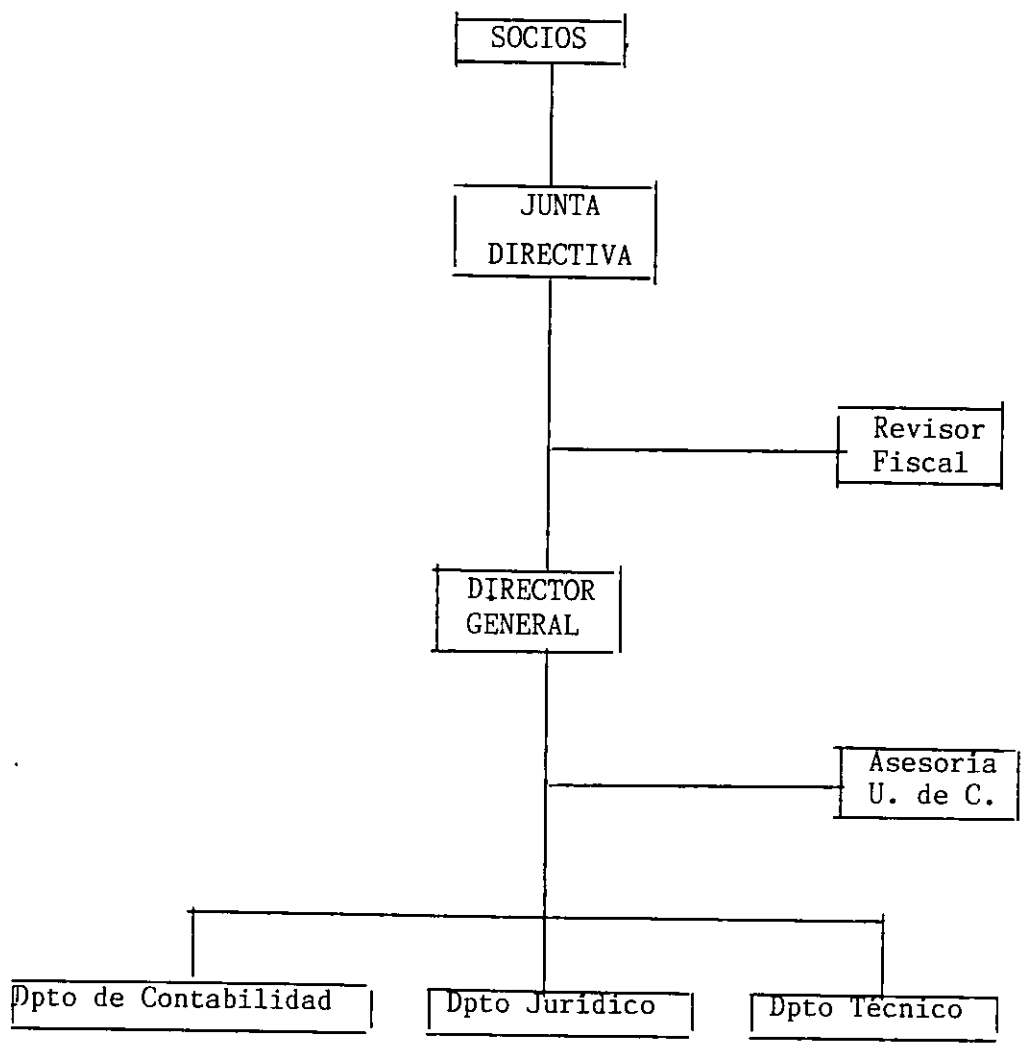 SOCIOS
JUNTA
DIRECTIVA
Revisor
Fiscal
DIRECTOR
GENERAL
Asesoría
U. de C.
Dpto de Contabilidad
Dpto Jurídico
Dpto Técnico